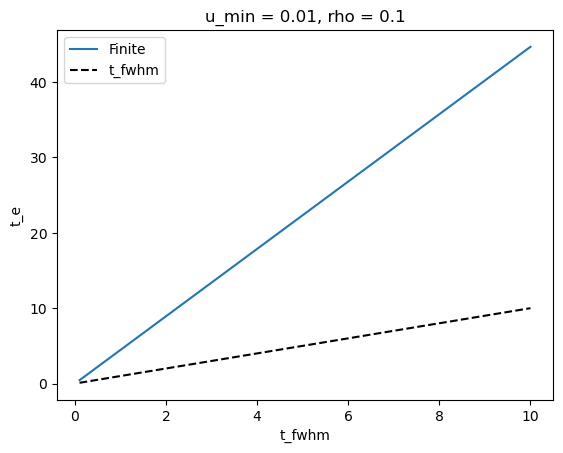 u_min = 0.01, rho = 0.1
Finite
t_fwhm
t_e
40
30
20
10
0
0 2 4 6 8 10
t_fwhm